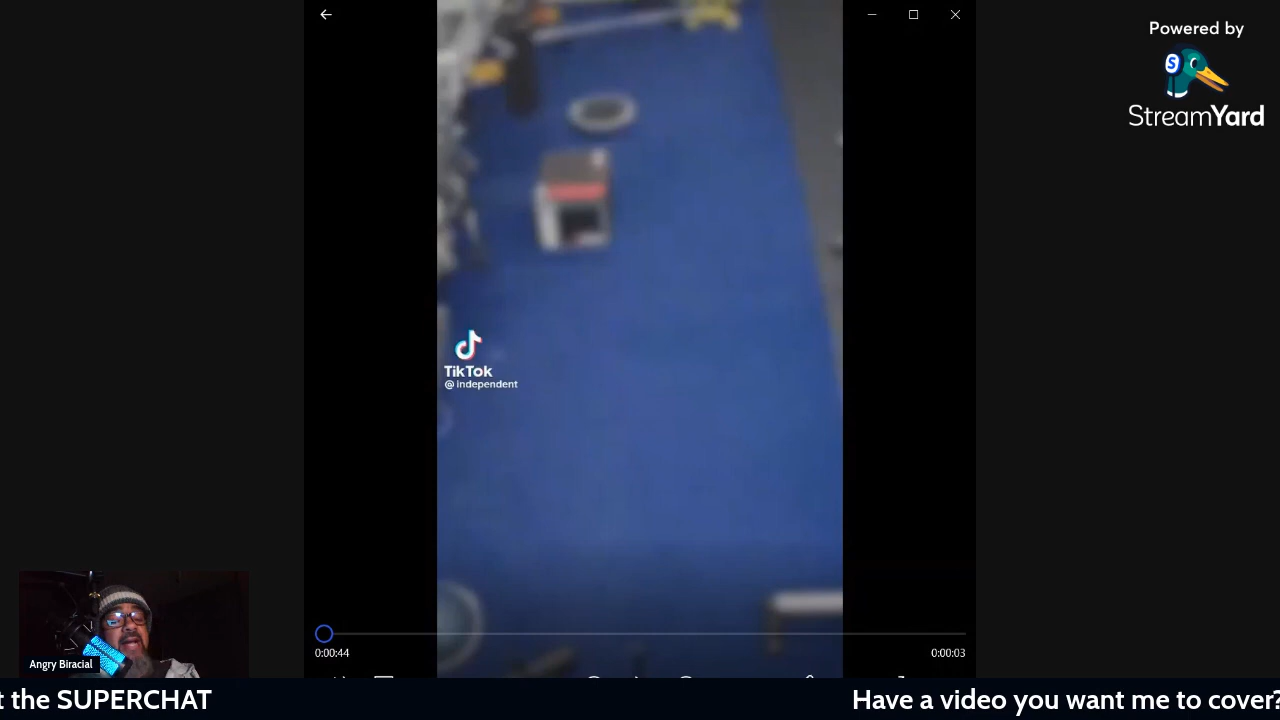 Powered by
StreamYard
TikTok
@independent
0:00:44
0:00:03
Angry Biracial
t the SUPERCHAT
Have a video you want me to cover?